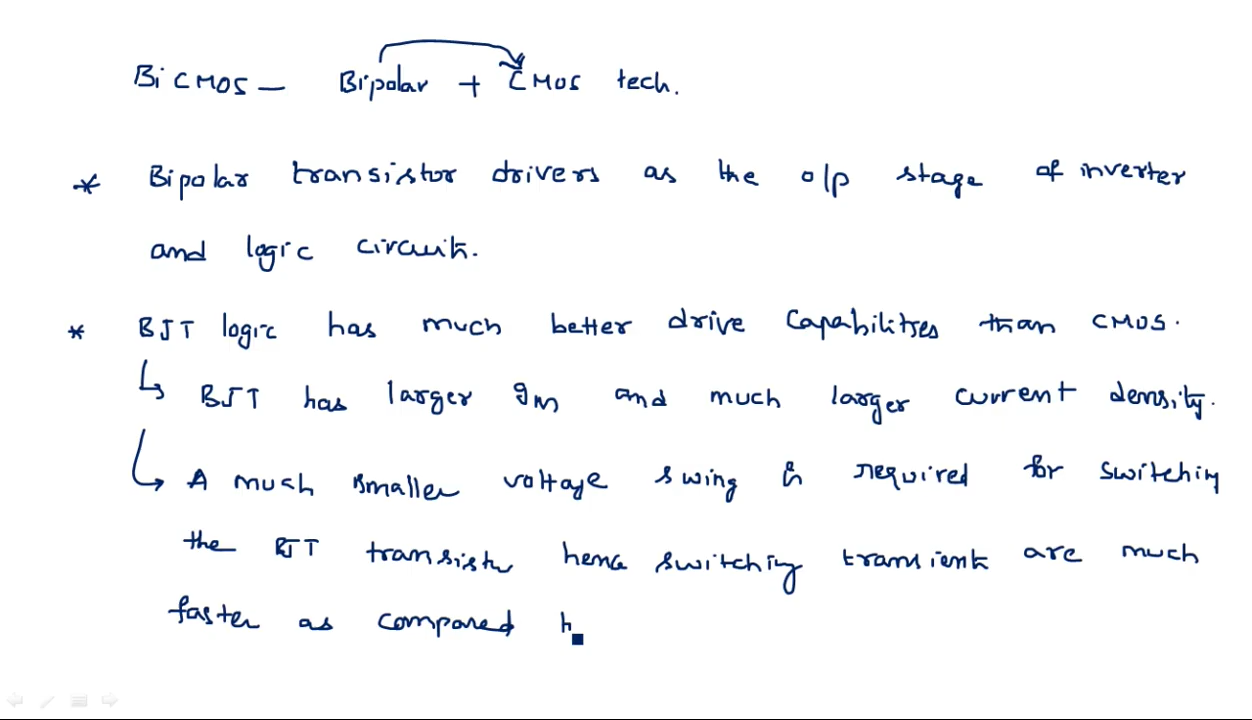 BiCMOS - Bipolar + CMOS tech.
* Bipolar transistor drivers as the o/p stage of inverter
and logic circuits.
* BJT logic has much better drive capabilities than CMOS.
↳ BJT has larger gm and much larger current density.
↳ A much smaller voltage swing is required for switching
the BJT transistor hence switching transients are much
faster as compared